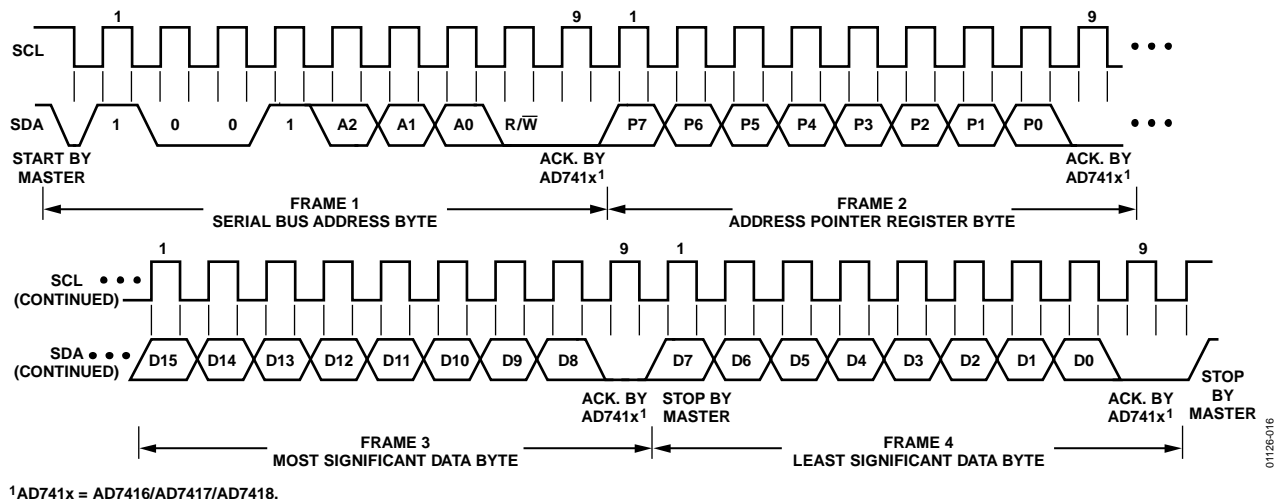 1 9 1 9
SCL
SDA 1 0 0 1 A2 A1 A0 R/W̅ P7 P6 P5 P4 P3 P2 P1 P0
START BY MASTER
ACK. BY AD741x¹
ACK. BY AD741x¹
FRAME 1
SERIAL BUS ADDRESS BYTE
FRAME 2
ADDRESS POINTER REGISTER BYTE
1 9 1 9
SCL (CONTINUED)
SDA (CONTINUED) D15 D14 D13 D12 D11 D10 D9 D8 D7 D6 D5 D4 D3 D2 D1 D0
ACK. BY AD741x¹
STOP BY MASTER
ACK. BY AD741x¹
STOP BY MASTER
FRAME 3
MOST SIGNIFICANT DATA BYTE
FRAME 4
LEAST SIGNIFICANT DATA BYTE
01126-016
¹AD741x = AD7416/AD7417/AD7418.